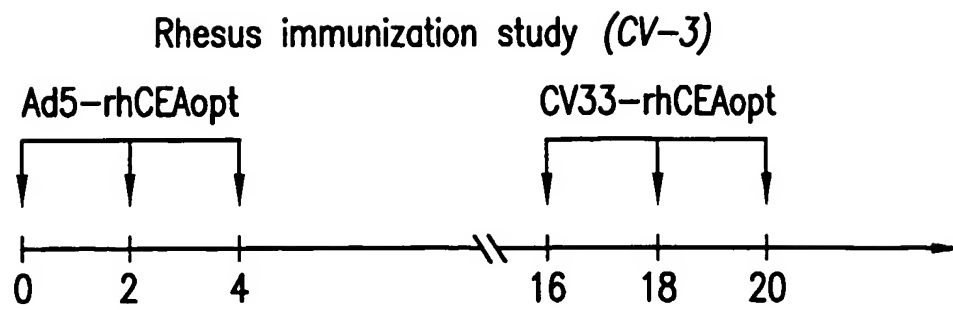 Rhesus immunization study (CV-3)
Ad5-rhCEAopt CV33-rhCEAopt
0 2 4 16 18 20